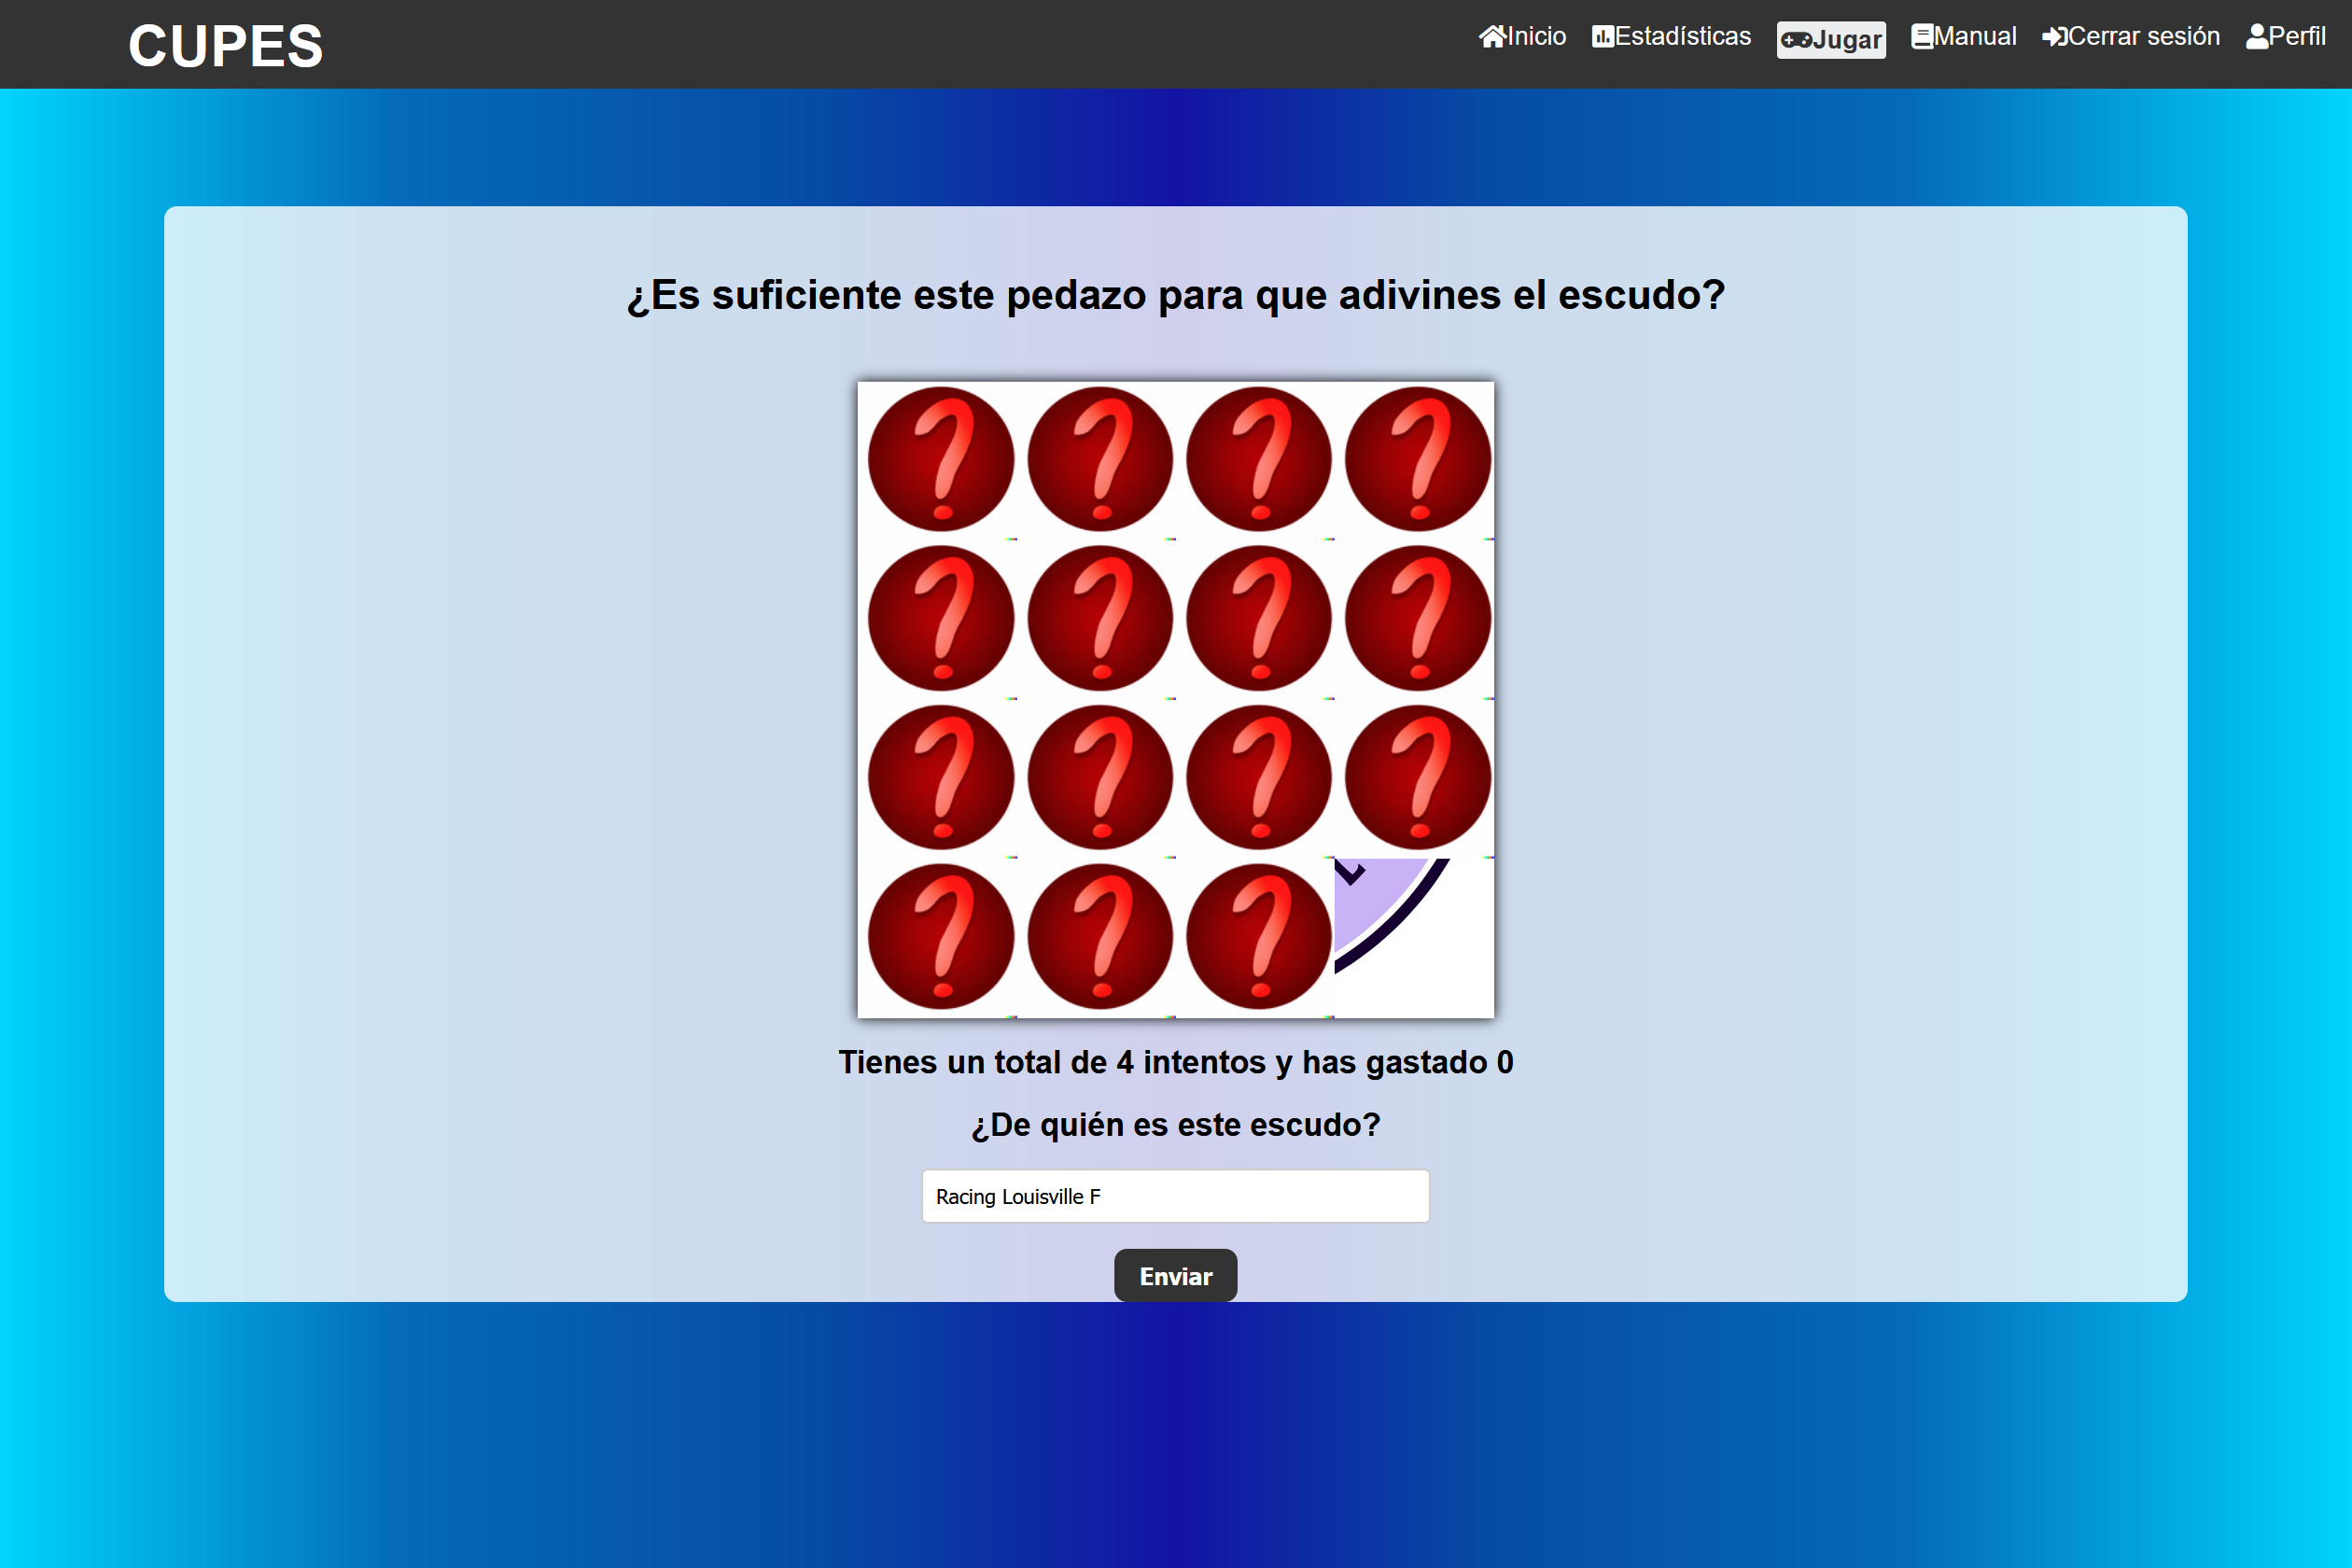 CUPES
Inicio Estadísticas Jugar Manual Cerrar sesión Perfil
¿Es suficiente este pedazo para que adivines el escudo?
? ? ? ?
? ? ? ?
? ? ? ?
? ? ?
Tienes un total de 4 intentos y has gastado 0
¿De quién es este escudo?
Racing Louisville F
Enviar